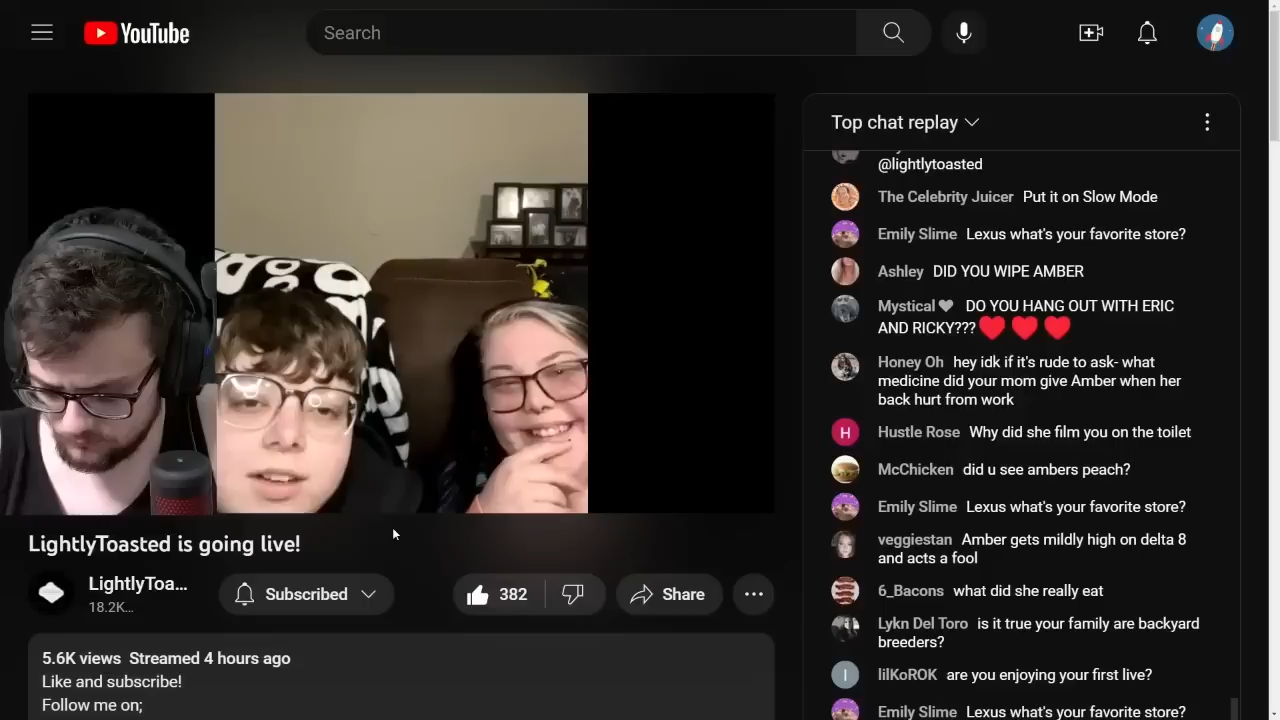 YouTube
Search
Top chat replay
@lightlytoasted
The Celebrity Juicer Put it on Slow Mode
Emily Slime Lexus what's your favorite store?
Ashley DID YOU WIPE AMBER
Mystical🖤 DO YOU HANG OUT WITH ERIC
AND RICKY???❤️❤️❤️
Honey Oh hey idk if it's rude to ask- what
medicine did your mom give Amber when her
back hurt from work
H Hustle Rose Why did she film you on the toilet
McChicken did u see ambers peach?
Emily Slime Lexus what's your favorite store?
veggiestan Amber gets mildly high on delta 8
and acts a fool
6_Bacons what did she really eat
Lykn Del Toro is it true your family are backyard
breeders?
l lilKoROK are you enjoying your first live?
Emily Slime Lexus what's your favorite store?
LightlyToasted is going live!
LightlyToa...
18.2K...
Subscribed
382
Share
5.6K views Streamed 4 hours ago
Like and subscribe!
Follow me on;